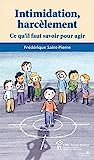 Intimidation,
harcèlement
Ce qu'il faut savoir pour agir
Frédérique Saint-Pierre